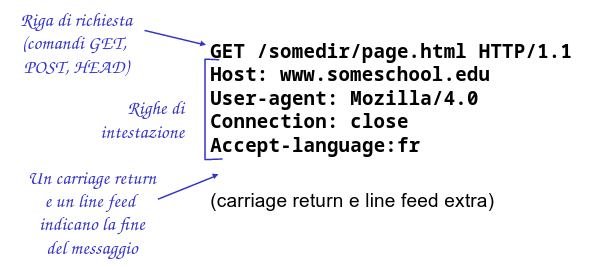 Riga di richiesta
(comandi GET,
POST, HEAD)
GET /somedir/page.html HTTP/1.1
Host: www.someschool.edu
User-agent: Mozilla/4.0
Connection: close
Accept-language:fr
Righe di
intestazione
Un carriage return
e un line feed
indicano la fine
del messaggio
(carriage return e line feed extra)